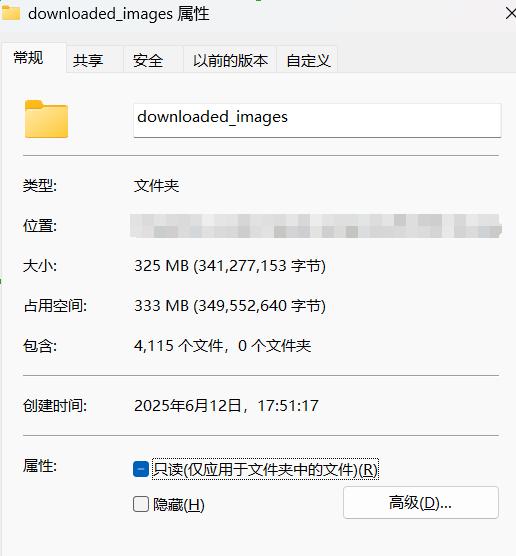 downloaded_images 属性
常规 共享 安全 以前的版本 自定义
downloaded_images
类型: 文件夹
位置:
大小: 325 MB (341,277,153 字节)
占用空间: 333 MB (349,552,640 字节)
包含: 4,115 个文件，0 个文件夹
创建时间: 2025年6月12日，17:51:17
属性: 只读(仅应用于文件夹中的文件)(R)
隐藏(H) 高级(D)...